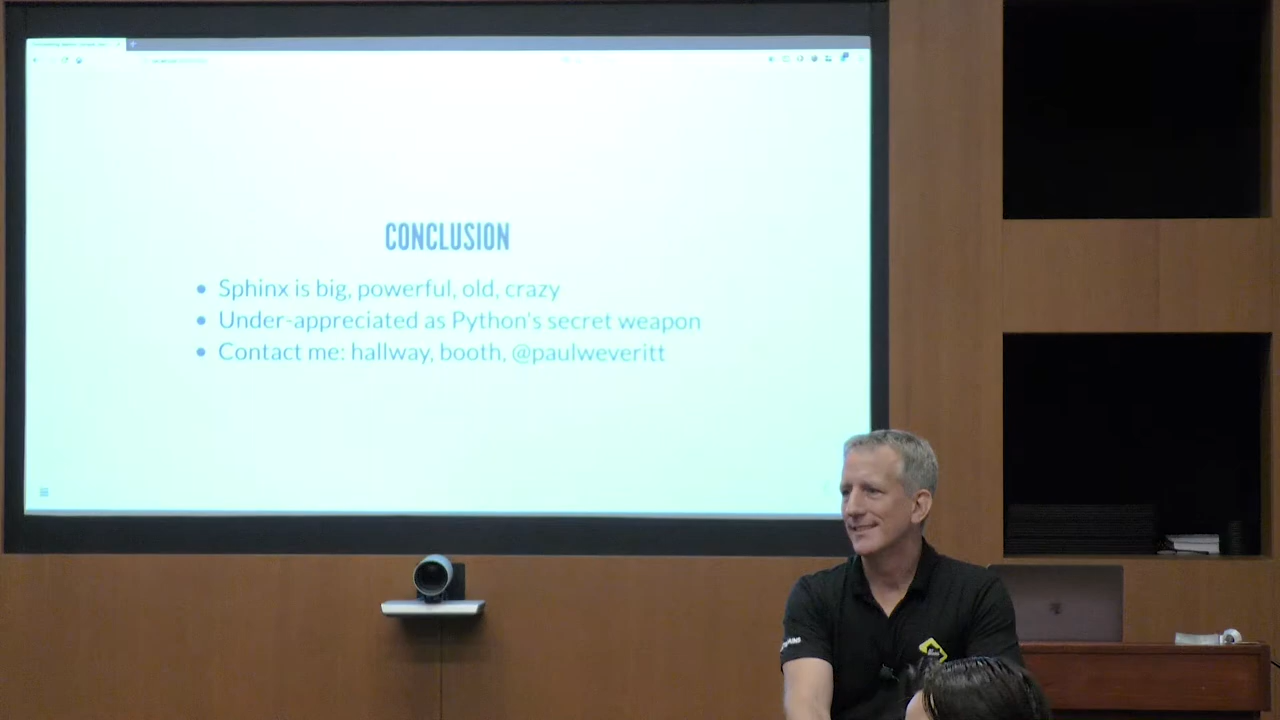 CONCLUSION
Sphinx is big, powerful, old, crazy
Under-appreciated as Python's secret weapon
Contact me: hallway, booth, @paulweveritt